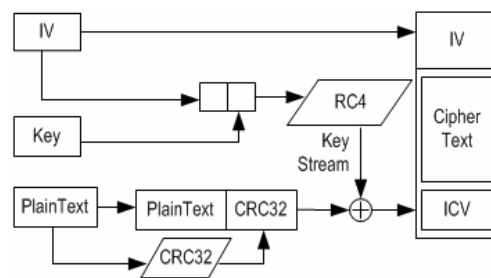 IV
IV
RC4
Key
Cipher
Text
Key
Stream
PlainText
PlainText
CRC32
ICV
CRC32